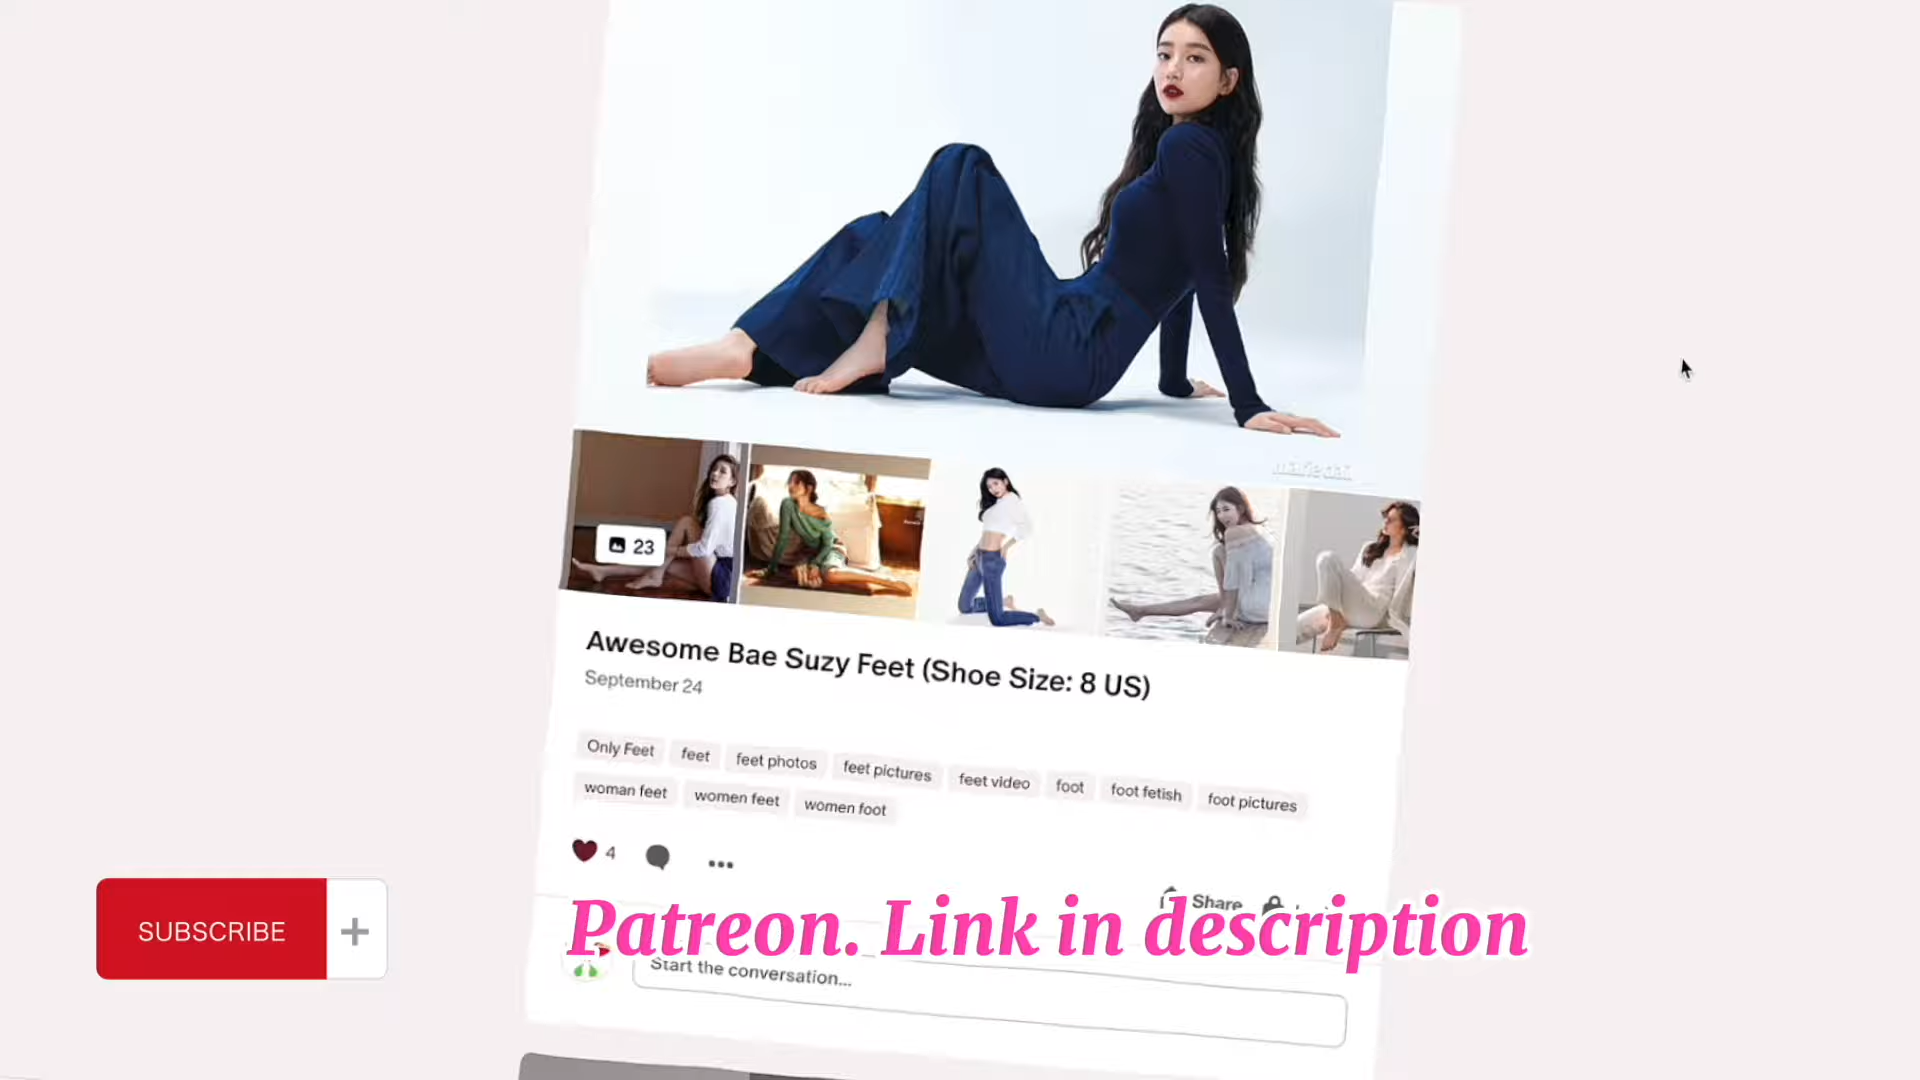 23
Awesome Bae Suzy Feet (Shoe Size: 8 US)
September 24
Only Feet feet feet photos feet pictures feet video foot foot fetish foot pictures
woman feet women feet women foot
4
Share
SUBSCRIBE +
Patreon. Link in description
Start the conversation...